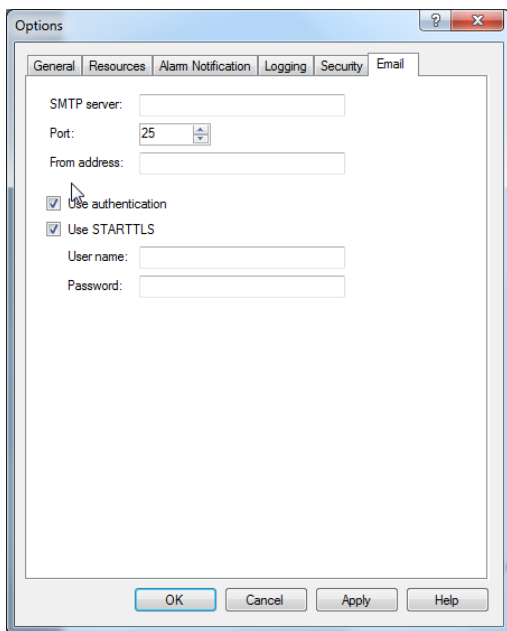 Options
General Resources Alarm Notification Logging Security Email
SMTP server:
Port: 25
From address:
Use authentication
Use STARTTLS
User name:
Password:
OK Cancel Apply Help